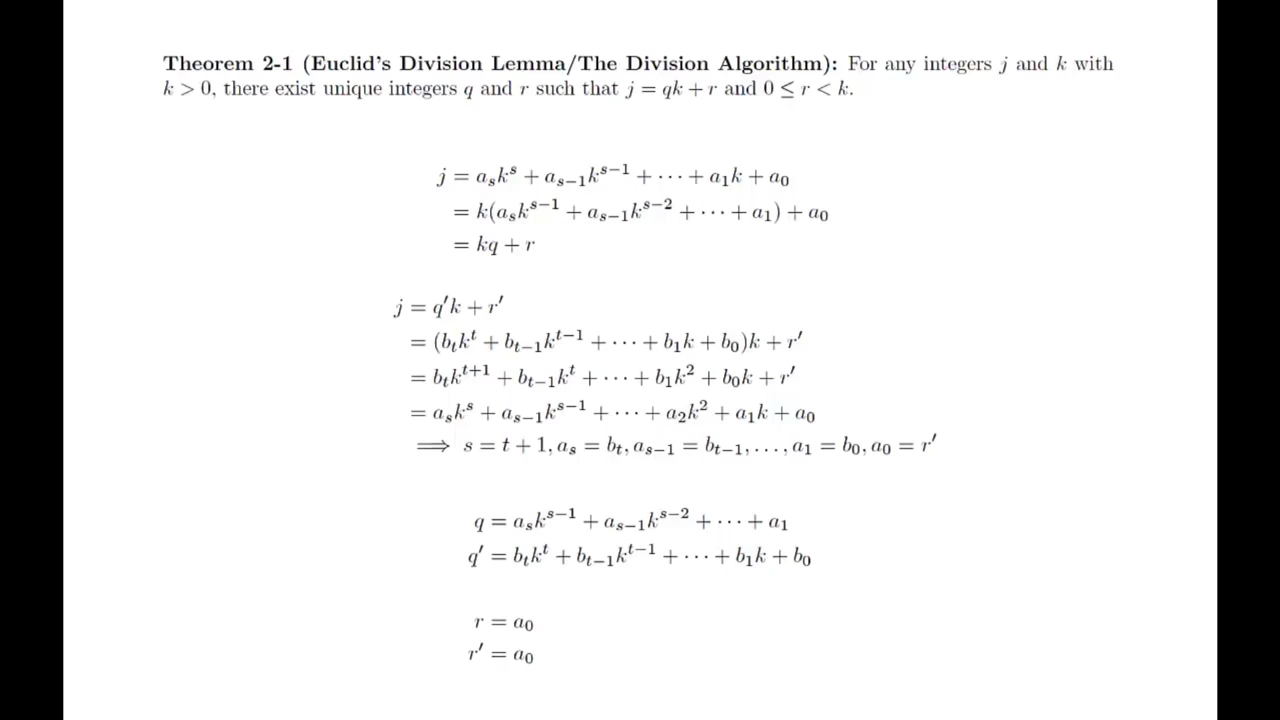 Theorem 2-1 (Euclid's Division Lemma/The Division Algorithm): For any integers j and k with
k > 0, there exist unique integers q and r such that j = qk + r and 0 ≤ r < k.
j = a_s k^s + a_{s−1} k^{s−1} + ⋯ + a_1 k + a_0
= k(a_s k^{s−1} + a_{s−1} k^{s−2} + ⋯ + a_1) + a_0
= kq + r
j = q′k + r′
= (b_t k^t + b_{t−1} k^{t−1} + ⋯ + b_1 k + b_0)k + r′
= b_t k^{t+1} + b_{t−1} k^t + ⋯ + b_1 k^2 + b_0 k + r′
= a_s k^s + a_{s−1} k^{s−1} + ⋯ + a_2 k^2 + a_1 k + a_0
⟹ s = t + 1, a_s = b_t, a_{s−1} = b_{t−1}, …, a_1 = b_0, a_0 = r′
q = a_s k^{s−1} + a_{s−1} k^{s−2} + ⋯ + a_1
q′ = b_t k^t + b_{t−1} k^{t−1} + ⋯ + b_1 k + b_0
r = a_0
r′ = a_0